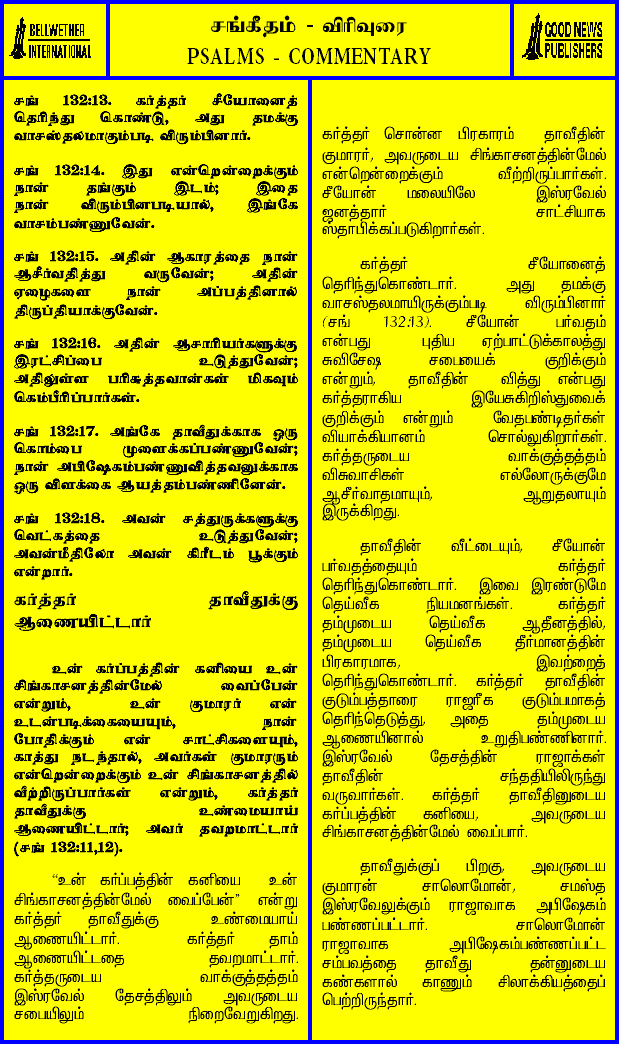 BELLWETHER
INTERNATIONAL
சங்கீதம் - விரிவுரை
PSALMS - COMMENTARY
GOOD NEWS
PUBLISHERS
சங் 132:13. கர்த்தர் சீயோனைத்
தெரிந்து கொண்டு, அது தமக்கு
வாசஸ்தலமாகும்படி விரும்பினார்.
சங் 132:14. இது என்றென்றைக்கும்
நான் தங்கும் இடம்; இதை
நான் விரும்பினபடியால், இங்கே
வாசம்பண்ணுவேன்.
சங் 132:15. அதின் ஆகாரத்தை நான்
ஆசீர்வதித்து வருவேன்; அதின்
ஏழைகளை நான் அப்பத்தினால்
திருப்தியாக்குவேன்.
சங் 132:16. அதின் ஆசாரியர்களுக்கு
இரட்சிப்பை உடுத்துவேன்;
அதிலுள்ள பரிசுத்தவான்கள் மிகவும்
கெம்பீரிப்பார்கள்.
சங் 132:17. அங்கே தாவீதுக்காக ஒரு
கொம்பை முளைக்கப்பண்ணுவேன்;
நான் அபிஷேகம்பண்ணுவித்தவனுக்காக
ஒரு விளக்கை ஆயத்தம்பண்ணினேன்.
சங் 132:18. அவன் சத்துருக்களுக்கு
வெட்கத்தை உடுத்துவேன்;
அவன்மீதிலோ அவன் கிரீடம் பூக்கும்
என்றார்.
கர்த்தர் தாவீதுக்கு
ஆணையிட்டார்
உன் கர்ப்பத்தின் கனியை உன்
சிங்காசனத்தின்மேல் வைப்பேன்
என்றும், உன் குமாரர் என்
உடன்படிக்கையையும், நான்
போதிக்கும் என் சாட்சிகளையும்,
காத்து நடந்தால், அவர்கள் குமாரரும்
என்றென்றைக்கும் உன் சிங்காசனத்தில்
வீற்றிருப்பார்கள் என்றும், கர்த்தர்
தாவீதுக்கு உண்மையாய்
ஆணையிட்டார்; அவர் தவறமாட்டார்
(சங் 132:11,12).
“உன் கர்ப்பத்தின் கனியை உன்
சிங்காசனத்தின்மேல் வைப்பேன்” என்று
கர்த்தர் தாவீதுக்கு உண்மையாய்
ஆணையிட்டார். கர்த்தர் தாம்
ஆணையிட்டதை தவறமாட்டார்.
கர்த்தருடைய வாக்குத்தத்தம்
இஸ்ரவேல் தேசத்திலும் அவருடைய
சபையிலும் நிறைவேறுகிறது.
கர்த்தர் சொன்ன பிரகாரம் தாவீதின்
குமாரர், அவருடைய சிங்காசனத்தின்மேல்
என்றென்றைக்கும் வீற்றிருப்பார்கள்.
சீயோன் மலையிலே இஸ்ரவேல்
ஜனத்தார் சாட்சியாக
ஸ்தாபிக்கப்படுகிறார்கள்.
கர்த்தர் சீயோனைத்
தெரிந்துகொண்டார். அது தமக்கு
வாசஸ்தலமாயிருக்கும்படி விரும்பினார்
(சங் 132:13). சீயோன் பர்வதம்
என்பது புதிய ஏற்பாட்டுக்காலத்து
சுவிசேஷ சபையைக் குறிக்கும்
என்றும், தாவீதின் வித்து என்பது
கர்த்தராகிய இயேசுகிறிஸ்துவைக்
குறிக்கும் என்றும் வேதபண்டிதர்கள்
வியாக்கியானம் சொல்லுகிறார்கள்.
கர்த்தருடைய வாக்குத்தத்தம்
விசுவாசிகள் எல்லோருக்குமே
ஆசீர்வாதமாயும், ஆறுதலாயும்
இருக்கிறது.
தாவீதின் வீட்டையும், சீயோன்
பர்வதத்தையும் கர்த்தர்
தெரிந்துகொண்டார். இவை இரண்டுமே
தெய்வீக நியமனங்கள். கர்த்தர்
தம்முடைய தெய்வீக ஆதீனத்தில்,
தம்முடைய தெய்வீக தீர்மானத்தின்
பிரகாரமாக, இவற்றைத்
தெரிந்துகொண்டார். கர்த்தர் தாவீதின்
குடும்பத்தாரை ராஜரீக குடும்பமாகத்
தெரிந்தெடுத்து, அதை தம்முடைய
ஆணையினால் உறுதிபண்ணினார்.
இஸ்ரவேல் தேசத்தின் ராஜாக்கள்
தாவீதின் சந்ததியிலிருந்து
வருவார்கள். கர்த்தர் தாவீதினுடைய
கர்ப்பத்தின் கனியை, அவருடைய
சிங்காசனத்தின்மேல் வைப்பார்.
தாவீதுக்குப் பிறகு, அவருடைய
குமாரன் சாலொமோன், சமஸ்த
இஸ்ரவேலுக்கும் ராஜாவாக அபிஷேகம்
பண்ணப்பட்டார். சாலொமோன்
ராஜாவாக அபிஷேகம்பண்ணப்பட்ட
சம்பவத்தை தாவீது தன்னுடைய
கண்களால் காணும் சிலாக்கியத்தைப்
பெற்றிருந்தார்.